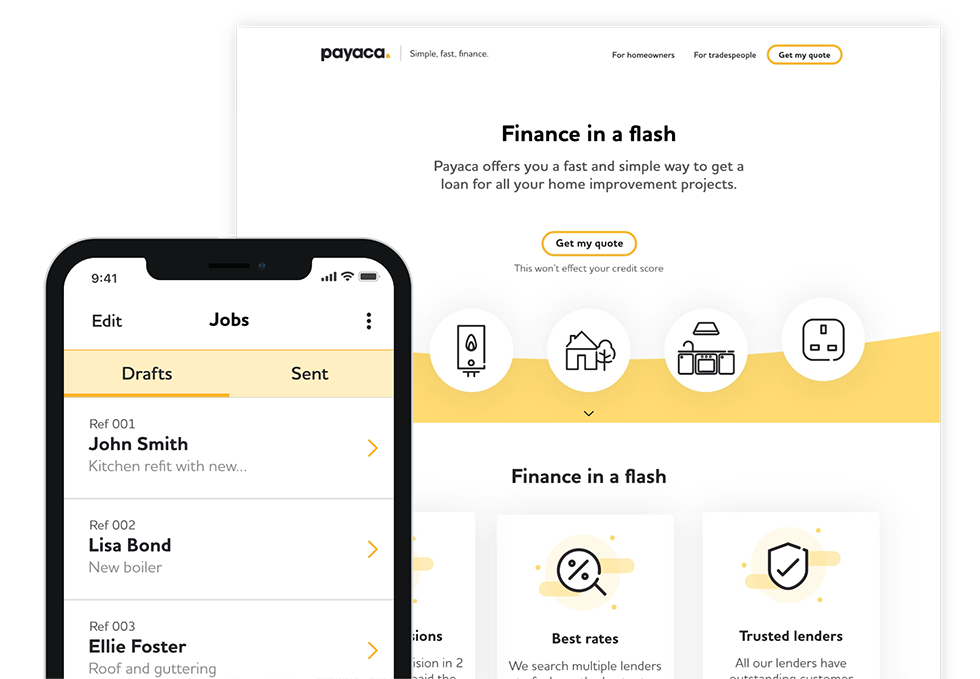 payaca. Simple, fast, finance.
For homeowners For tradespeople Get my quote
Finance in a flash
Payaca offers you a fast and simple way to get a
loan for all your home improvement projects.
Get my quote
This won't effect your credit score
Finance in a flash
sions
ision in 2
Best rates
We search multiple lenders
Trusted lenders
All our lenders have
outstanding customer
9:41
Edit Jobs
Drafts Sent
Ref 001
John Smith
Kitchen refit with new...
Ref 002
Lisa Bond
New boiler
Ref 003
Ellie Foster
Roof and guttering